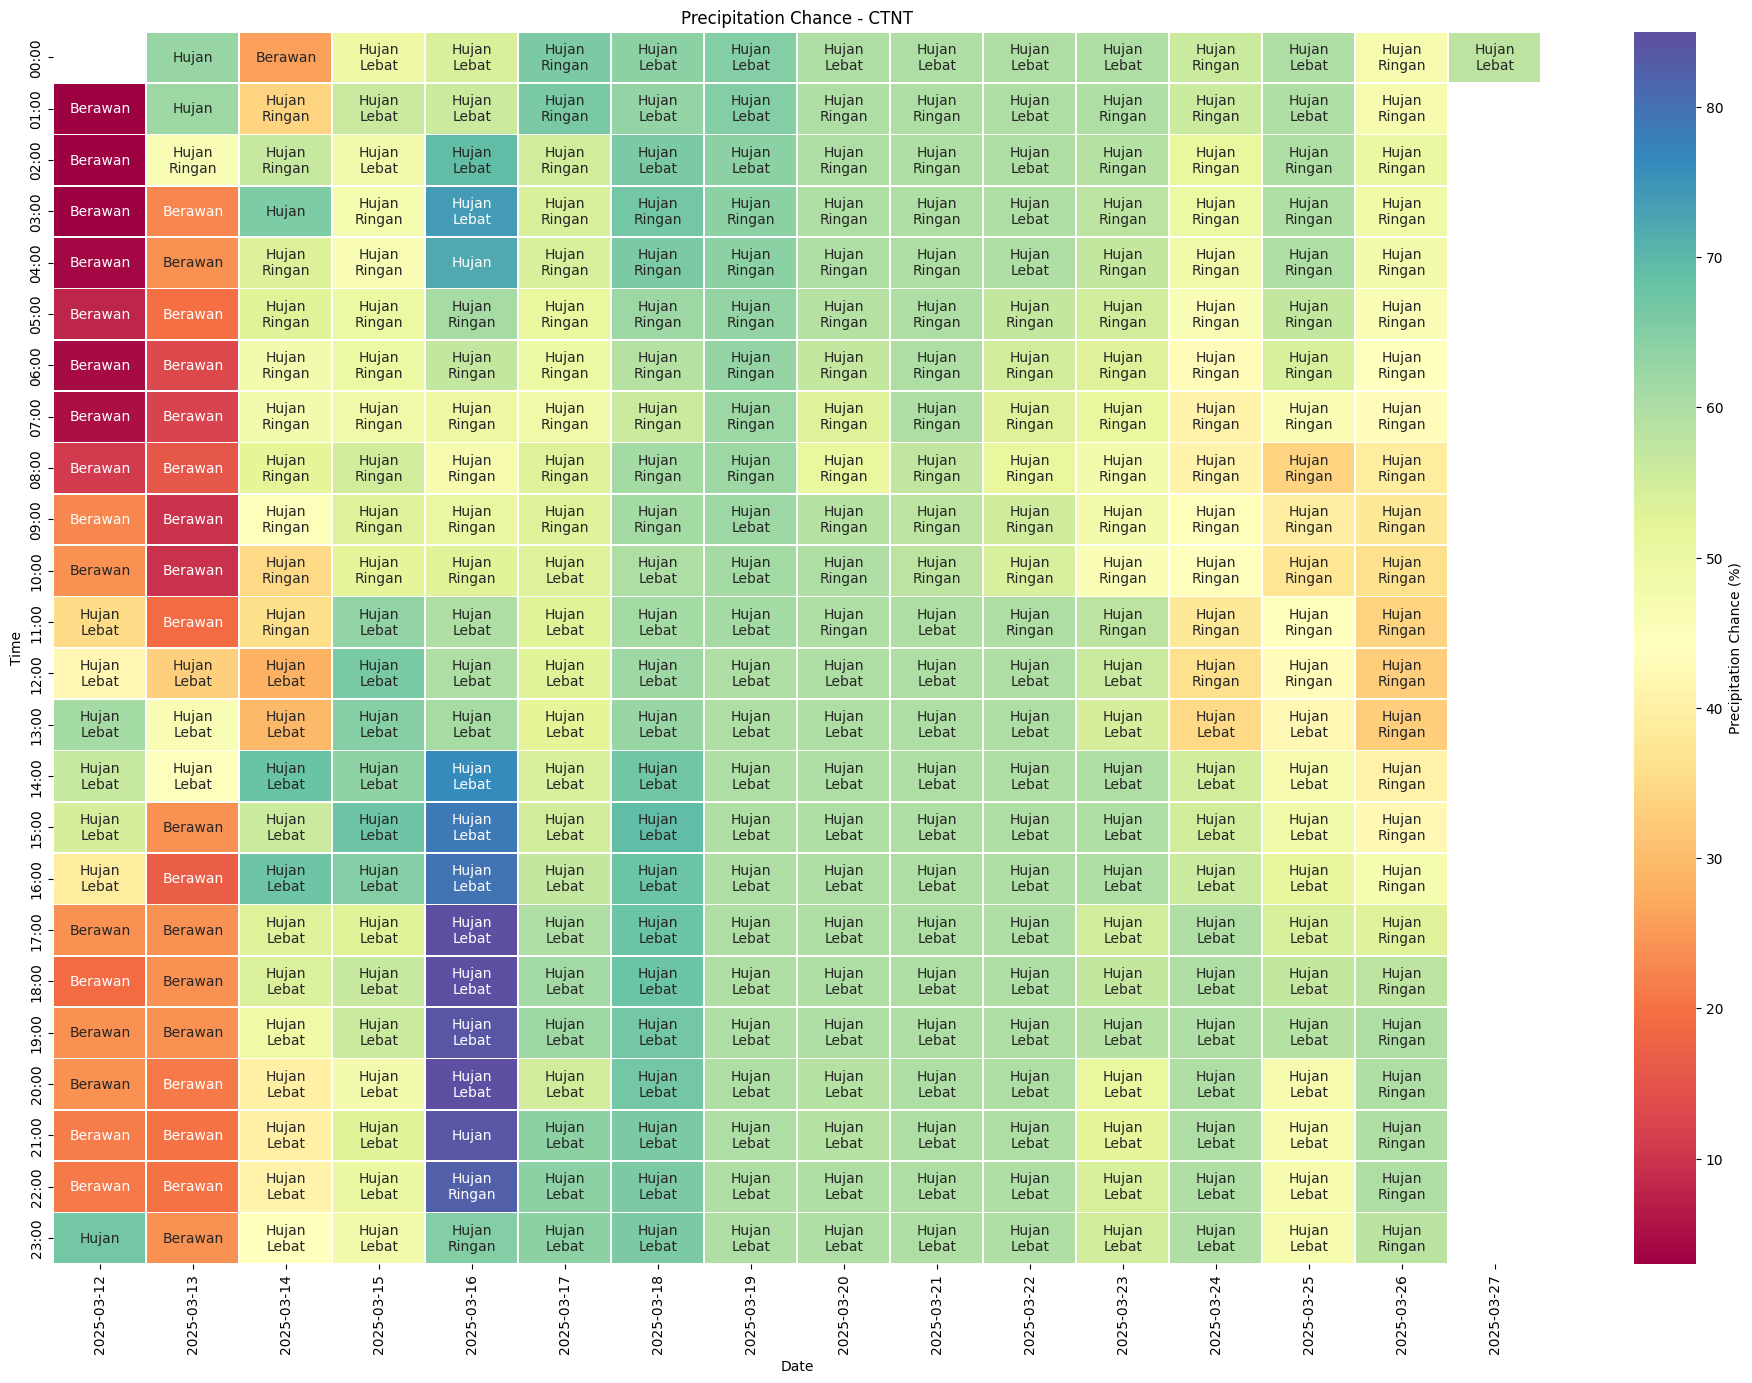 Precipitation Chance - CTNT
00:00 Hujan Berawan Hujan Lebat Hujan Lebat Hujan Ringan Hujan Lebat Hujan Lebat Hujan Lebat Hujan Lebat Hujan Lebat Hujan Lebat Hujan Ringan Hujan Lebat Hujan Ringan Hujan Lebat
01:00 Berawan Hujan Hujan Ringan Hujan Lebat Hujan Lebat Hujan Ringan Hujan Lebat Hujan Lebat Hujan Ringan Hujan Ringan Hujan Lebat Hujan Ringan Hujan Ringan Hujan Lebat Hujan Ringan
02:00 Berawan Hujan Ringan Hujan Ringan Hujan Lebat Hujan Lebat Hujan Ringan Hujan Lebat Hujan Lebat Hujan Ringan Hujan Ringan Hujan Lebat Hujan Ringan Hujan Ringan Hujan Ringan Hujan Ringan
03:00 Berawan Berawan Hujan Hujan Ringan Hujan Lebat Hujan Ringan Hujan Ringan Hujan Ringan Hujan Ringan Hujan Ringan Hujan Lebat Hujan Ringan Hujan Ringan Hujan Ringan Hujan Ringan
04:00 Berawan Berawan Hujan Ringan Hujan Ringan Hujan Hujan Ringan Hujan Ringan Hujan Ringan Hujan Ringan Hujan Ringan Hujan Lebat Hujan Ringan Hujan Ringan Hujan Ringan Hujan Ringan
05:00 Berawan Berawan Hujan Ringan Hujan Ringan Hujan Ringan Hujan Ringan Hujan Ringan Hujan Ringan Hujan Ringan Hujan Ringan Hujan Ringan Hujan Ringan Hujan Ringan Hujan Ringan Hujan Ringan
06:00 Berawan Berawan Hujan Ringan Hujan Ringan Hujan Ringan Hujan Ringan Hujan Ringan Hujan Ringan Hujan Ringan Hujan Ringan Hujan Ringan Hujan Ringan Hujan Ringan Hujan Ringan Hujan Ringan
07:00 Berawan Berawan Hujan Ringan Hujan Ringan Hujan Ringan Hujan Ringan Hujan Ringan Hujan Ringan Hujan Ringan Hujan Ringan Hujan Ringan Hujan Ringan Hujan Ringan Hujan Ringan Hujan Ringan
08:00 Berawan Berawan Hujan Ringan Hujan Ringan Hujan Ringan Hujan Ringan Hujan Ringan Hujan Ringan Hujan Ringan Hujan Ringan Hujan Ringan Hujan Ringan Hujan Ringan Hujan Ringan Hujan Ringan
09:00 Berawan Berawan Hujan Ringan Hujan Ringan Hujan Ringan Hujan Ringan Hujan Ringan Hujan Lebat Hujan Ringan Hujan Ringan Hujan Ringan Hujan Ringan Hujan Ringan Hujan Ringan Hujan Ringan
10:00 Berawan Berawan Hujan Ringan Hujan Ringan Hujan Ringan Hujan Lebat Hujan Lebat Hujan Lebat Hujan Ringan Hujan Ringan Hujan Ringan Hujan Ringan Hujan Ringan Hujan Ringan Hujan Ringan
11:00 Hujan Lebat Berawan Hujan Ringan Hujan Lebat Hujan Lebat Hujan Lebat Hujan Lebat Hujan Lebat Hujan Ringan Hujan Lebat Hujan Ringan Hujan Ringan Hujan Ringan Hujan Ringan Hujan Ringan
12:00 Hujan Lebat Hujan Lebat Hujan Lebat Hujan Lebat Hujan Lebat Hujan Lebat Hujan Lebat Hujan Lebat Hujan Lebat Hujan Lebat Hujan Lebat Hujan Lebat Hujan Ringan Hujan Ringan Hujan Ringan
13:00 Hujan Lebat Hujan Lebat Hujan Lebat Hujan Lebat Hujan Lebat Hujan Lebat Hujan Lebat Hujan Lebat Hujan Lebat Hujan Lebat Hujan Lebat Hujan Lebat Hujan Lebat Hujan Lebat Hujan Ringan
14:00 Hujan Lebat Hujan Lebat Hujan Lebat Hujan Lebat Hujan Lebat Hujan Lebat Hujan Lebat Hujan Lebat Hujan Lebat Hujan Lebat Hujan Lebat Hujan Lebat Hujan Lebat Hujan Lebat Hujan Ringan
15:00 Hujan Lebat Berawan Hujan Lebat Hujan Lebat Hujan Lebat Hujan Lebat Hujan Lebat Hujan Lebat Hujan Lebat Hujan Lebat Hujan Lebat Hujan Lebat Hujan Lebat Hujan Lebat Hujan Ringan
16:00 Hujan Lebat Berawan Hujan Lebat Hujan Lebat Hujan Lebat Hujan Lebat Hujan Lebat Hujan Lebat Hujan Lebat Hujan Lebat Hujan Lebat Hujan Lebat Hujan Lebat Hujan Lebat Hujan Ringan
17:00 Berawan Berawan Hujan Lebat Hujan Lebat Hujan Lebat Hujan Lebat Hujan Lebat Hujan Lebat Hujan Lebat Hujan Lebat Hujan Lebat Hujan Lebat Hujan Lebat Hujan Lebat Hujan Ringan
18:00 Berawan Berawan Hujan Lebat Hujan Lebat Hujan Lebat Hujan Lebat Hujan Lebat Hujan Lebat Hujan Lebat Hujan Lebat Hujan Lebat Hujan Lebat Hujan Lebat Hujan Lebat Hujan Ringan
19:00 Berawan Berawan Hujan Lebat Hujan Lebat Hujan Lebat Hujan Lebat Hujan Lebat Hujan Lebat Hujan Lebat Hujan Lebat Hujan Lebat Hujan Lebat Hujan Lebat Hujan Lebat Hujan Ringan
20:00 Berawan Berawan Hujan Lebat Hujan Lebat Hujan Lebat Hujan Lebat Hujan Lebat Hujan Lebat Hujan Lebat Hujan Lebat Hujan Lebat Hujan Lebat Hujan Lebat Hujan Lebat Hujan Ringan
21:00 Berawan Berawan Hujan Lebat Hujan Lebat Hujan Hujan Lebat Hujan Lebat Hujan Lebat Hujan Lebat Hujan Lebat Hujan Lebat Hujan Lebat Hujan Lebat Hujan Lebat Hujan Ringan
22:00 Berawan Berawan Hujan Lebat Hujan Lebat Hujan Ringan Hujan Lebat Hujan Lebat Hujan Lebat Hujan Lebat Hujan Lebat Hujan Lebat Hujan Lebat Hujan Lebat Hujan Lebat Hujan Ringan
23:00 Hujan Berawan Hujan Lebat Hujan Lebat Hujan Ringan Hujan Lebat Hujan Lebat Hujan Lebat Hujan Lebat Hujan Lebat Hujan Lebat Hujan Lebat Hujan Lebat Hujan Lebat Hujan Ringan
Time
2025-03-12 2025-03-13 2025-03-14 2025-03-15 2025-03-16 2025-03-17 2025-03-18 2025-03-19 2025-03-20 2025-03-21 2025-03-22 2025-03-23 2025-03-24 2025-03-25 2025-03-26 2025-03-27
Date
80
70
60
50
40
30
20
10
Precipitation Chance (%)